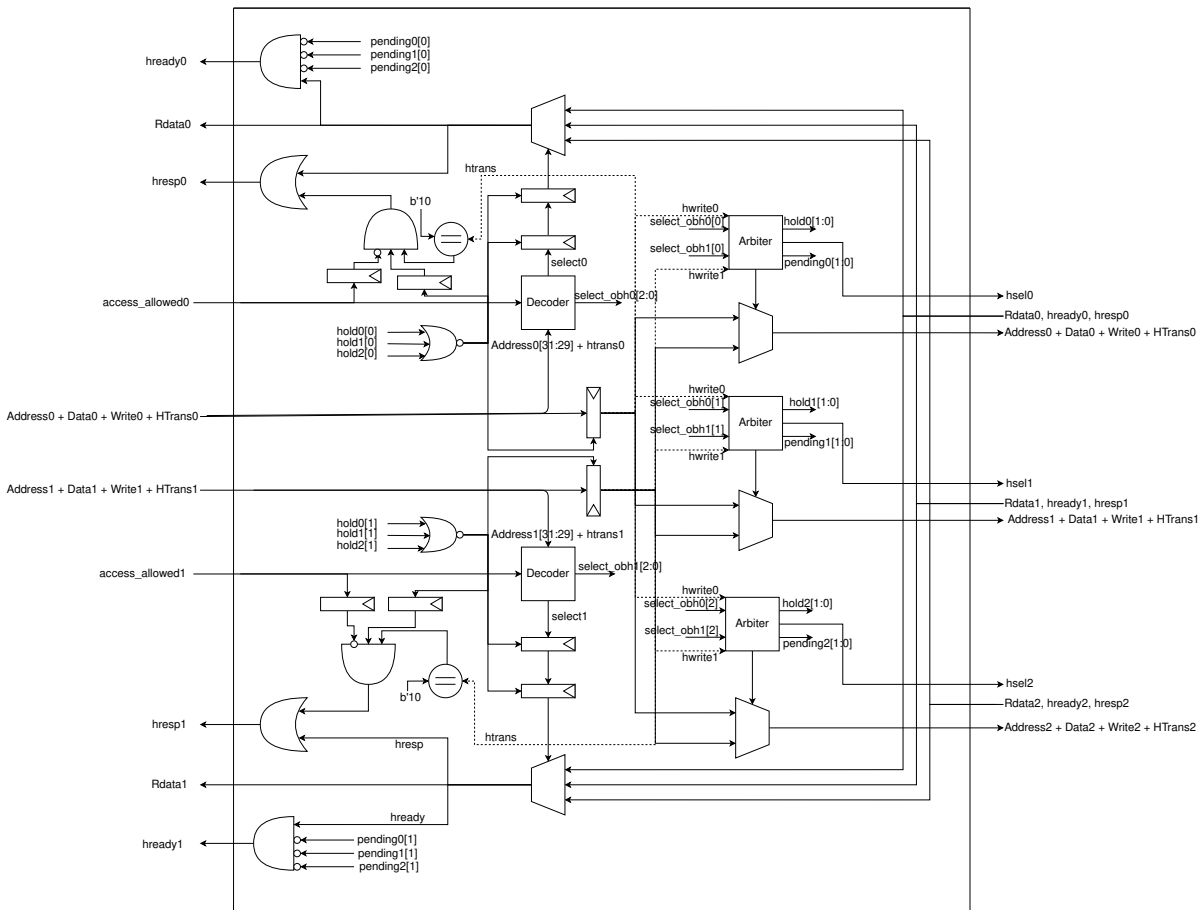 pending0[0]
pending1[0]
pending2[0]
hready0
Rdata0
hresp0
htrans
b'10
hwrite0
select_obh0[0]
hold0[1:0]
Arbiter
select_obh1[0]
pending0[1:0]
hwrite1
select0
access_allowed0
Decoder
select_obh0[2:0]
hsel0
Rdata0, hready0, hresp0
Address0 + Data0 + Write0 + HTrans0
hold0[0]
hold1[0]
hold2[0]
Address0[31:29] + htrans0
hwrite0
select_obh0[1]
hold1[1:0]
Address0 + Data0 + Write0 + HTrans0
Arbiter
select_obh1[1]
pending1[1:0]
hwrite1
hsel1
Address1 + Data1 + Write1 + HTrans1
Rdata1, hready1, hresp1
Address1 + Data1 + Write1 + HTrans1
hold0[1]
hold1[1]
hold2[1]
Address1[31:29] + htrans1
access_allowed1
Decoder
select_obh1[2:0]
hwrite0
select_obh0[2]
hold2[1:0]
select1
Arbiter
select_obh1[2]
pending2[1:0]
hwrite1
hsel2
b'10
Rdata2, hready2, hresp2
hresp1
Address2 + Data2 + Write2 + HTrans2
htrans
hresp
Rdata1
hready
hready1
pending0[1]
pending1[1]
pending2[1]